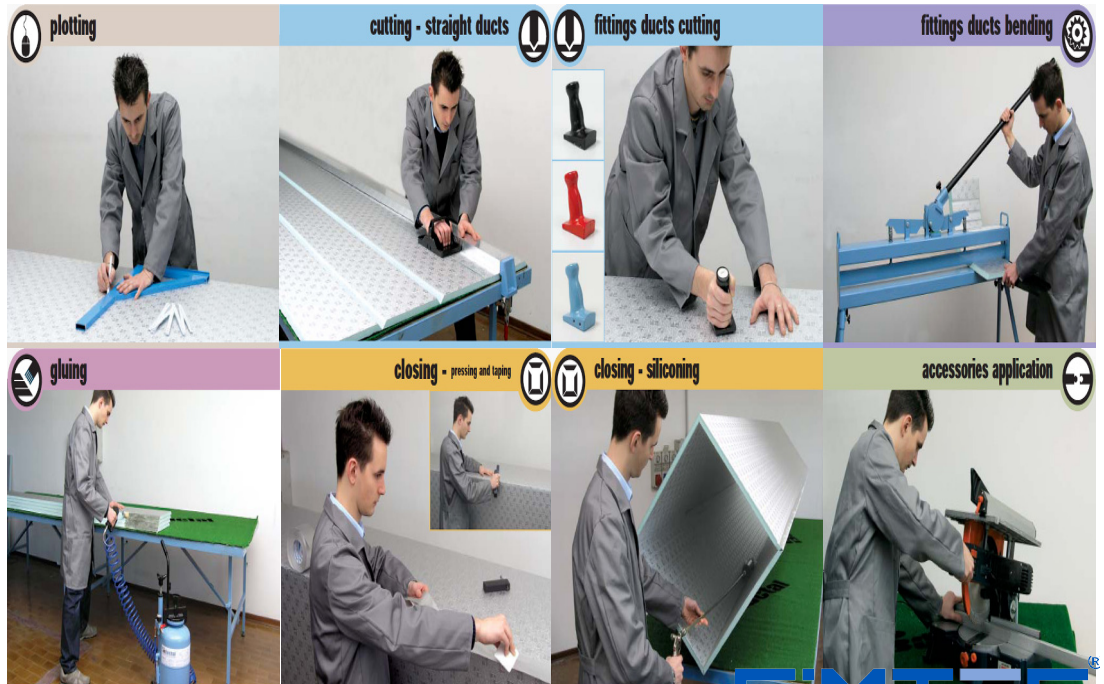 plotting
cutting - straight ducts
fittings ducts cutting
fittings ducts bending
gluing
closing - pressing and taping
closing - siliconing
accessories application
®